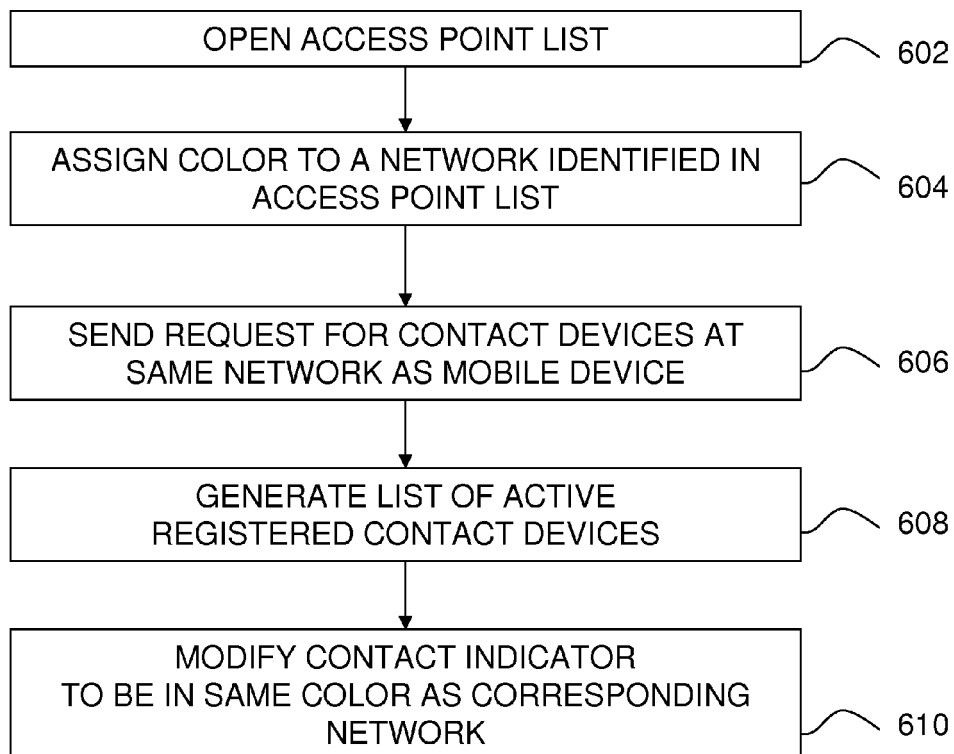 OPEN ACCESS POINT LIST
602
ASSIGN COLOR TO A NETWORK IDENTIFIED IN
ACCESS POINT LIST
604
SEND REQUEST FOR CONTACT DEVICES AT
SAME NETWORK AS MOBILE DEVICE
606
GENERATE LIST OF ACTIVE
REGISTERED CONTACT DEVICES
608
MODIFY CONTACT INDICATOR
TO BE IN SAME COLOR AS CORRESPONDING
NETWORK
610